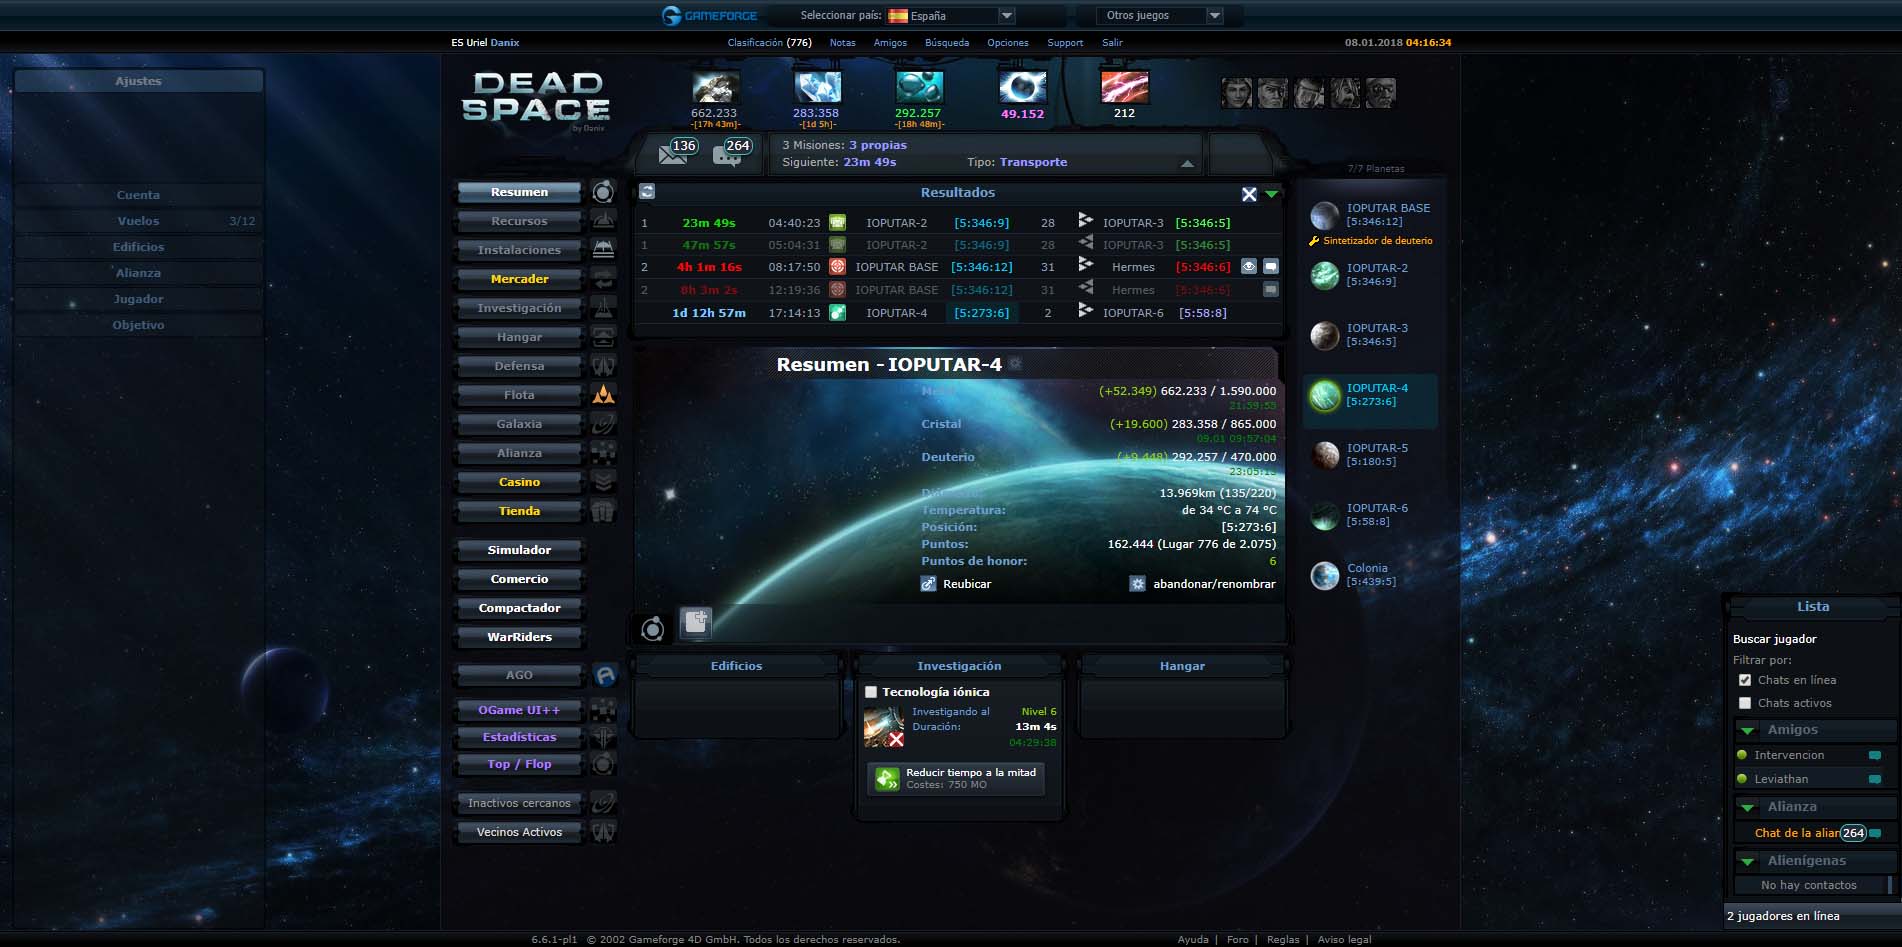 GAMEFORGE Seleccionar país: España Otros juegos
ES Uriel Danix Clasificación (776) Notas Amigos Búsqueda Opciones Support Salir 08.01.2018 04:16:34
DEAD SPACE
by Danix
662.233 283.358 292.257 49.152 212
-[17h 43m]- -[1d 5h]- -[18h 48m]-
136 264
3 Misiones: 3 propias
Siguiente: 23m 49s Tipo: Transporte
Ajustes
Cuenta
Vuelos 3/12
Edificios
Alianza
Jugador
Objetivo
Resumen
Recursos
Instalaciones
Mercader
Investigación
Hangar
Defensa
Flota
Galaxia
Alianza
Casino
Tienda
Simulador
Comercio
Compactador
WarRiders
AGO
OGame UI++
Estadísticas
Top / Flop
Inactivos cercanos
Vecinos Activos
Resultados
1 23m 49s 04:40:23 IOPUTAR-2 [5:346:9] 28 IOPUTAR-3 [5:346:5]
1 47m 57s 05:04:31 IOPUTAR-2 [5:346:9] 28 IOPUTAR-3 [5:346:5]
2 4h 1m 16s 08:17:50 IOPUTAR BASE [5:346:12] 31 Hermes [5:346:6]
2 8h 3m 2s 12:19:36 IOPUTAR BASE [5:346:12] 31 Hermes [5:346:6]
1d 12h 57m 17:14:13 IOPUTAR-4 [5:273:6] 2 IOPUTAR-6 [5:58:8]
Resumen - IOPUTAR-4
(+52.349) 662.233 / 1.590.000
21:59:55
Cristal (+19.600) 283.358 / 865.000
09.01 09:57:04
Deuterio (+9.448) 292.257 / 470.000
23:05:13
13.969km (135/220)
Temperatura: de 34 °C a 74 °C
Posición: [5:273:6]
Puntos: 162.444 (Lugar 776 de 2.075)
Puntos de honor: 6
Reubicar abandonar/renombrar
Edificios
Investigación
Tecnología iónica
Investigando al Nivel 6
Duración: 13m 4s
04:29:38
Reducir tiempo a la mitad
Costes: 750 MO
Hangar
7/7 Planetas
IOPUTAR BASE
[5:346:12]
Sintetizador de deuterio
IOPUTAR-2
[5:346:9]
IOPUTAR-3
[5:346:5]
IOPUTAR-4
[5:273:6]
IOPUTAR-5
[5:180:5]
IOPUTAR-6
[5:58:8]
Colonia
[5:439:5]
Lista
Buscar jugador
Filtrar por:
Chats en línea
Chats activos
Amigos
Intervencion
Leviathan
Alianza
Chat de la alian 264
Alienígenas
No hay contactos
2 jugadores en línea
6.6.1-pl1 © 2002 Gameforge 4D GmbH. Todos los derechos reservados. Ayuda | Foro | Reglas | Aviso legal